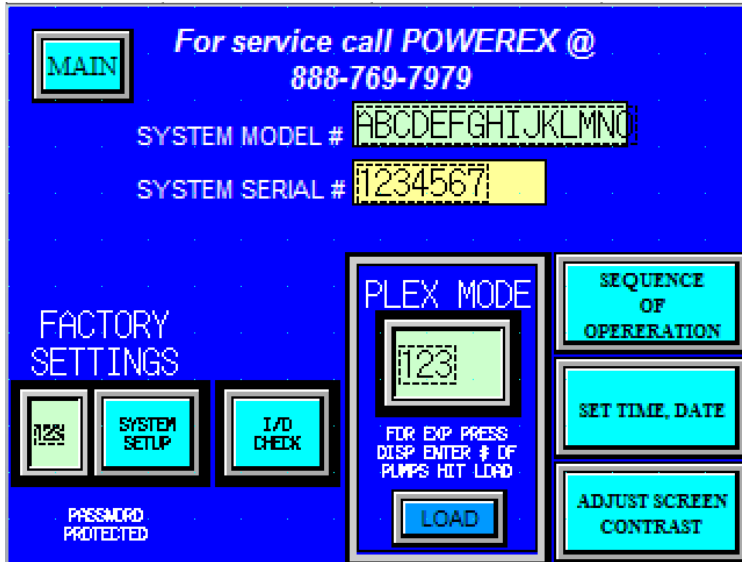 MAIN
For service call POWEREX @
888-769-7979
SYSTEM MODEL # ABCDEFGHIJKLMNO
SYSTEM SERIAL # 1234567
FACTORY
SETTINGS
123
SYSTEM
SETUP
I/D
CHECK
PASSWORD
PROTECTED
PLEX MODE
123
FOR EXP PRESS
DISP ENTER # OF
PUMPS HIT LOAD
LOAD
SEQUENCE
OF
OPERERATION
SET TIME, DATE
ADJUST SCREEN
CONTRAST